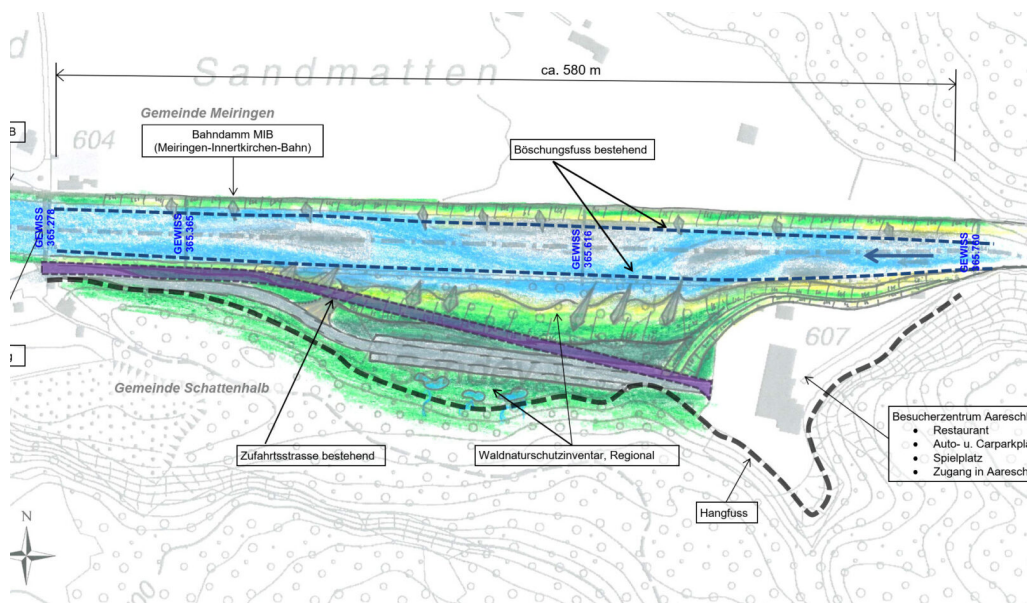 Sandmatten
ca. 580 m
Gemeinde Meiringen
B
604
Bahndamm MIB
(Meiringen-Innertkirchen-Bahn)
Böschungsfuss bestehend
GEWISS
365.278
GEWISS
365.365
GEWISS
365.616
GEWISS
365.760
607
g
Gemeinde Schattenhalb
Zufahrtsstrasse bestehend
Waldnaturschutzinventar, Regional
Hangfuss
Besucherzentrum Aareschl
• Restaurant
• Auto- u. Carparkpla
• Spielplatz
• Zugang in Aaresch
N